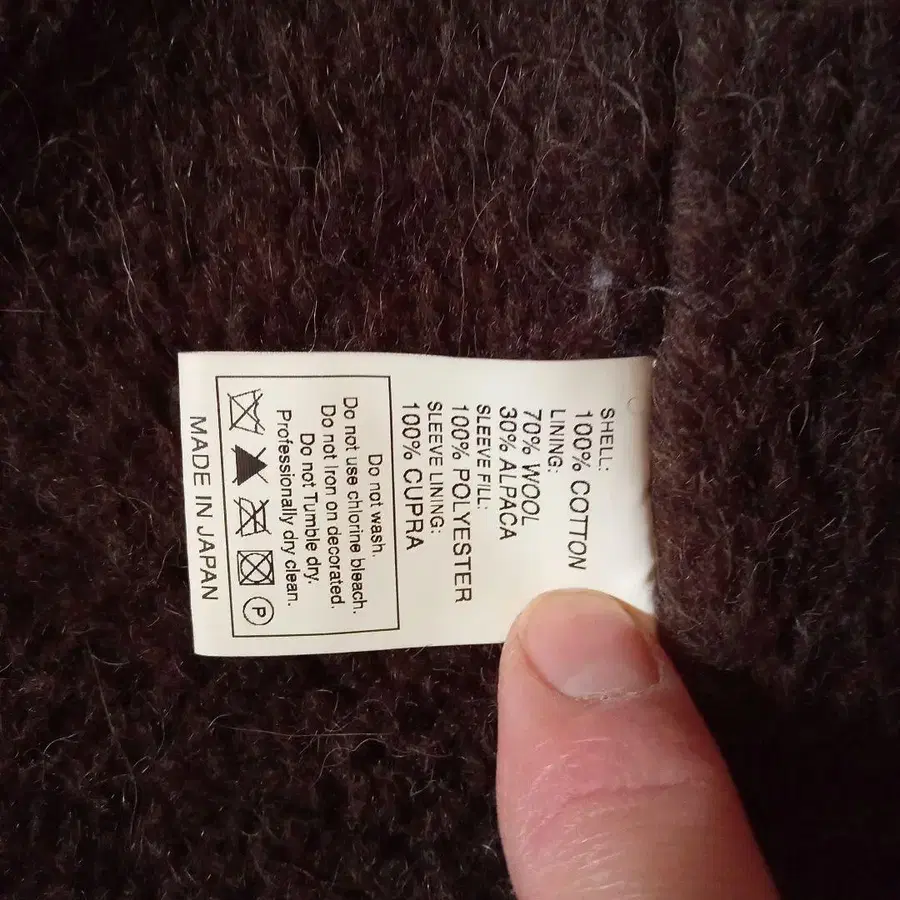 SHELL:
100% COTTON
LINING:
70% WOOL
30% ALPACA
SLEEVE FILL:
100% POLYESTER
SLEEVE LINING:
100% CUPRA
Do not wash.
Do not use chlorine bleach.
Do not Iron on decorated.
Do not Tumble dry.
Professionally dry clean.
P
MADE IN JAPAN